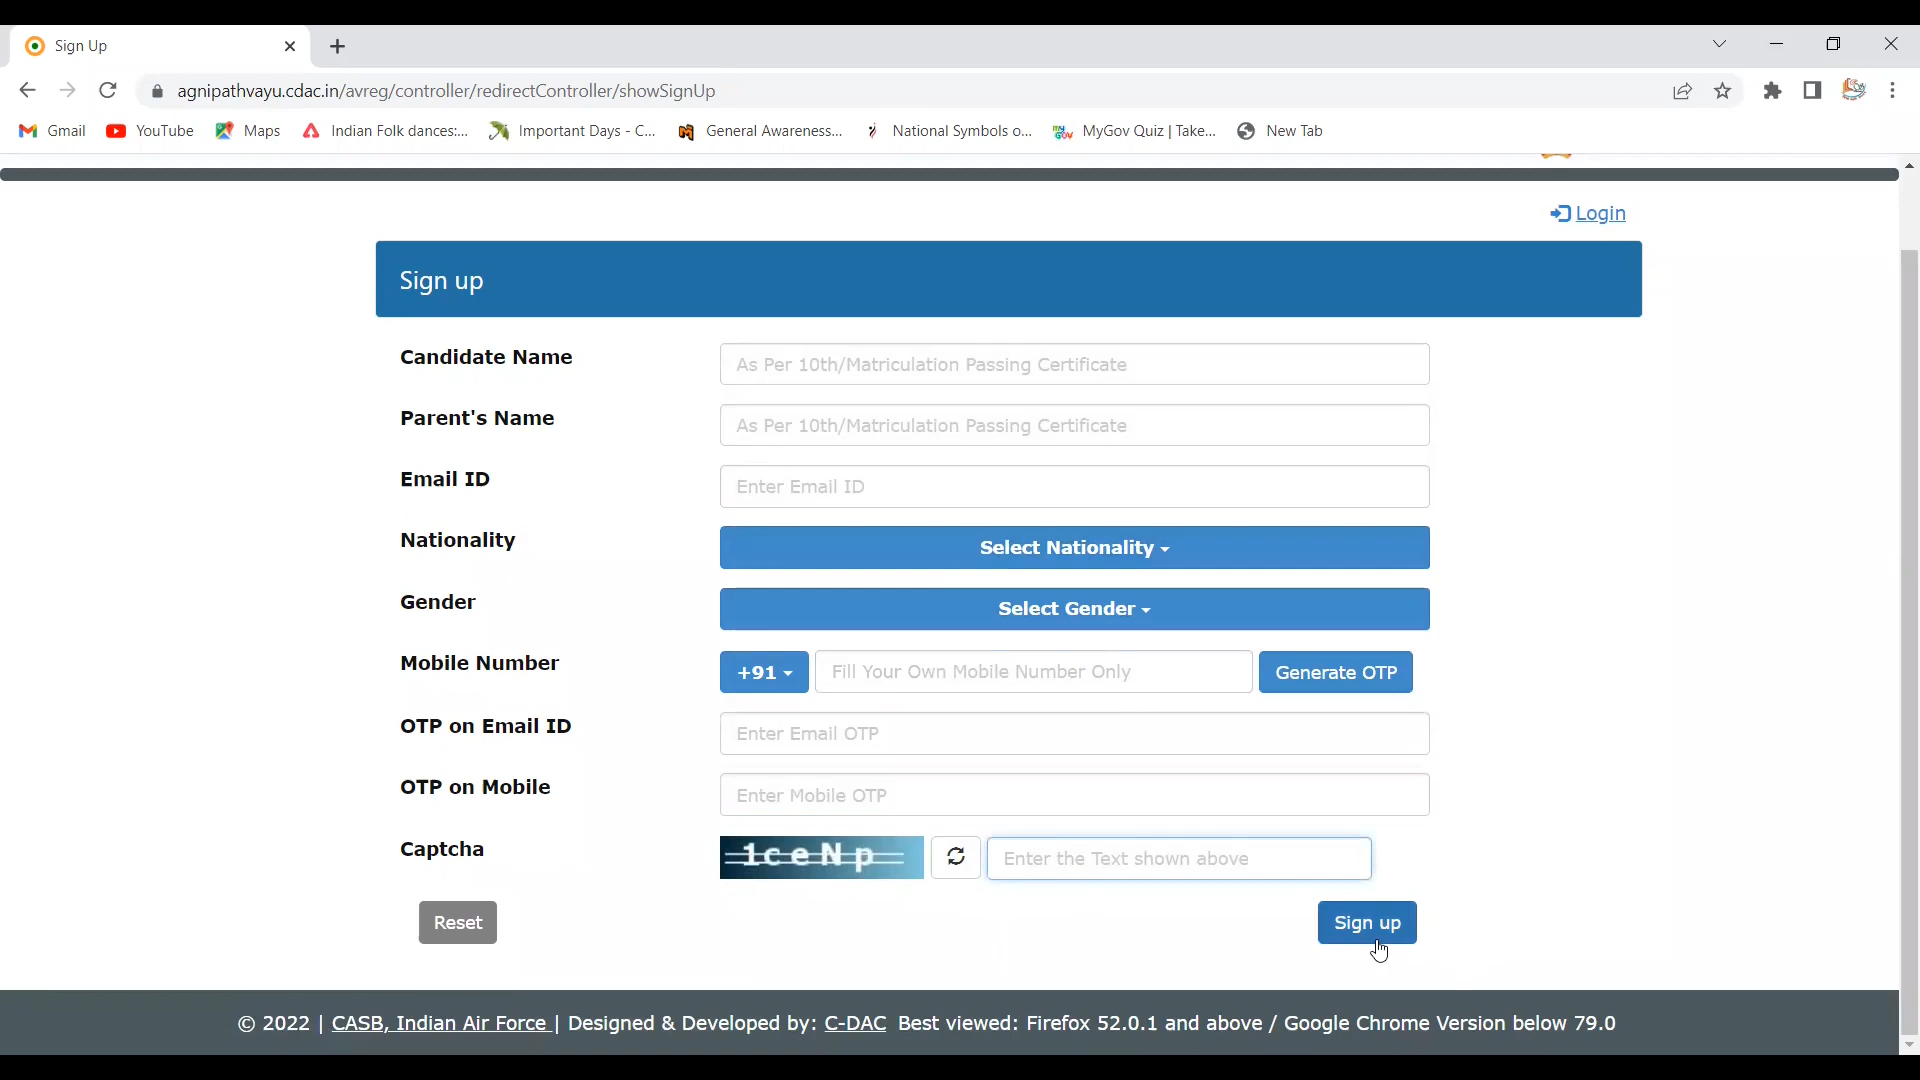 Sign Up
agnipathvayu.cdac.in/avreg/controller/redirectController/showSignUp
Gmail YouTube Maps Indian Folk dances:... Important Days - C... General Awareness... National Symbols o... MyGov Quiz | Take... New Tab
Login
Sign up
Candidate Name As Per 10th/Matriculation Passing Certificate
Parent's Name As Per 10th/Matriculation Passing Certificate
Email ID Enter Email ID
Nationality Select Nationality
Gender Select Gender
Mobile Number +91 Fill Your Own Mobile Number Only Generate OTP
OTP on Email ID Enter Email OTP
OTP on Mobile Enter Mobile OTP
Captcha 1ceNp Enter the Text shown above
Reset Sign up
© 2022 | CASB, Indian Air Force | Designed & Developed by: C-DAC Best viewed: Firefox 52.0.1 and above / Google Chrome Version below 79.0